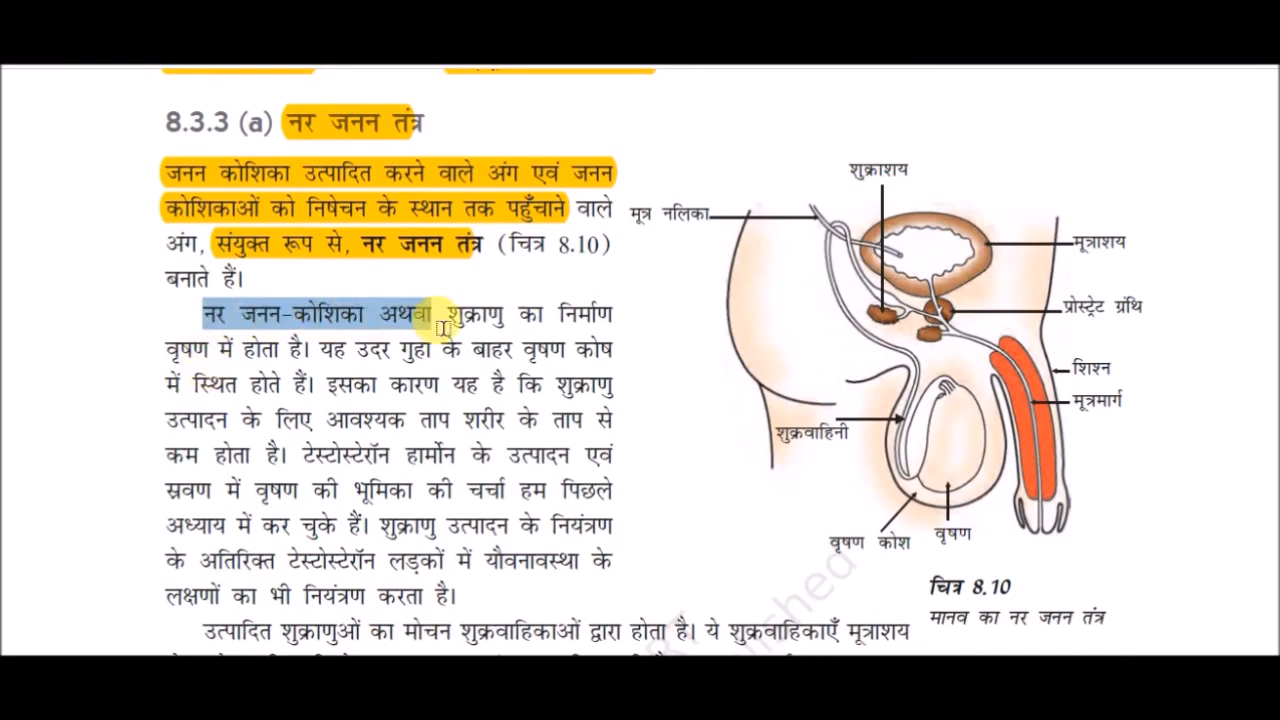 8.3.3 (a) नर जनन तंत्र
जनन कोशिका उत्पादित करने वाले अंग एवं जनन
कोशिकाओं को निषेचन के स्थान तक पहुँचाने वाले
अंग, संयुक्त रूप से, नर जनन तंत्र (चित्र 8.10)
बनाते हैं।
नर जनन-कोशिका अथवा शुक्राणु का निर्माण
वृषण में होता है। यह उदर गुहा के बाहर वृषण कोष
में स्थित होते हैं। इसका कारण यह है कि शुक्राणु
उत्पादन के लिए आवश्यक ताप शरीर के ताप से
कम होता है। टेस्टोस्टेरॉन हार्मोन के उत्पादन एवं
स्रवण में वृषण की भूमिका की चर्चा हम पिछले
अध्याय में कर चुके हैं। शुक्राणु उत्पादन के नियंत्रण
के अतिरिक्त टेस्टोस्टेरॉन लड़कों में यौवनावस्था के
लक्षणों का भी नियंत्रण करता है।
उत्पादित शुक्राणुओं का मोचन शुक्रवाहिकाओं द्वारा होता है। ये शुक्रवाहिकाएँ मूत्राशय
शुक्राशय
मूत्र नलिका
मूत्राशय
प्रोस्ट्रेट ग्रंथि
शिश्न
मूत्रमार्ग
शुक्रवाहिनी
वृषण कोश
वृषण
चित्र 8.10
मानव का नर जनन तंत्र